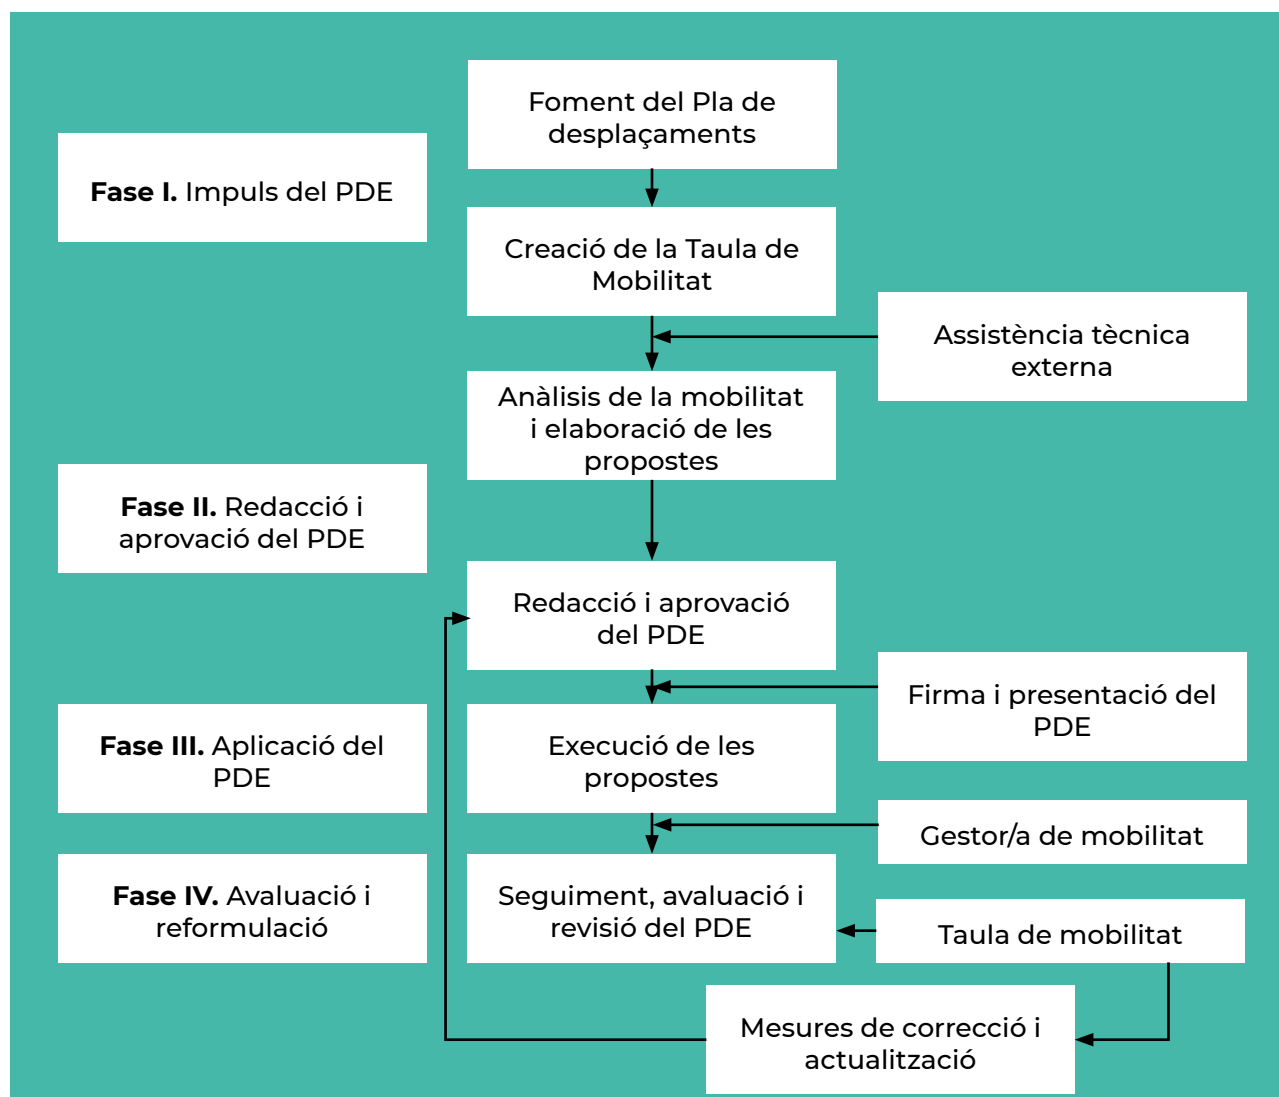 Foment del Pla de
desplaçaments
Fase I. Impuls del PDE
Creació de la Taula de
Mobilitat
Assistència tècnica
externa
Anàlisis de la mobilitat
i elaboració de les
propostes
Fase II. Redacció i
aprovació del PDE
Redacció i aprovació
del PDE
Firma i presentació del
PDE
Fase III. Aplicació del
PDE
Execució de les
propostes
Gestor/a de mobilitat
Fase IV. Avaluació i
reformulació
Seguiment, avaluació i
revisió del PDE
Taula de mobilitat
Mesures de correcció i
actualització